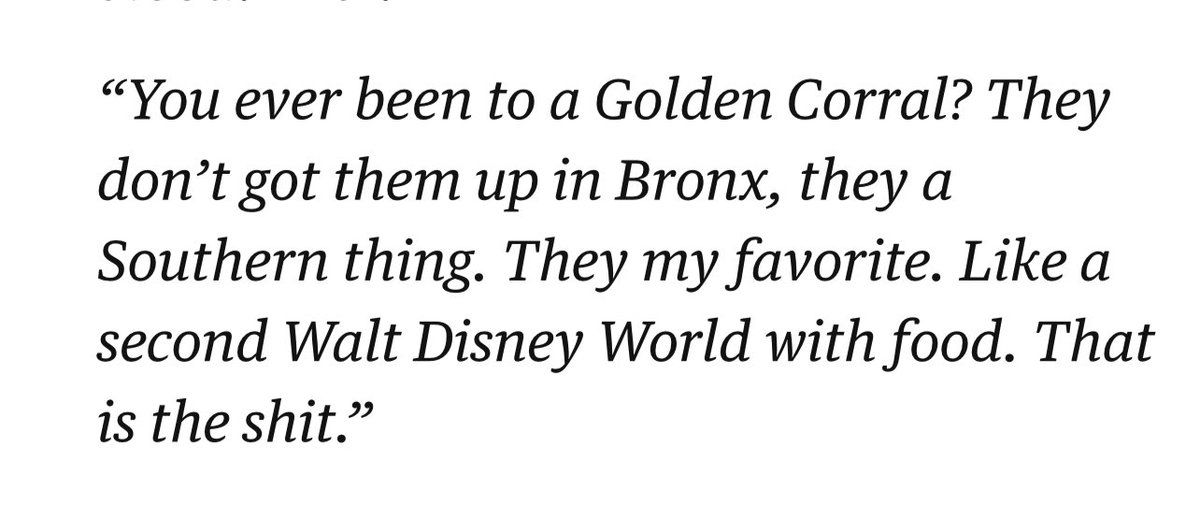 “You ever been to a Golden Corral? They
don’t got them up in Bronx, they a
Southern thing. They my favorite. Like a
second Walt Disney World with food. That
is the shit.”